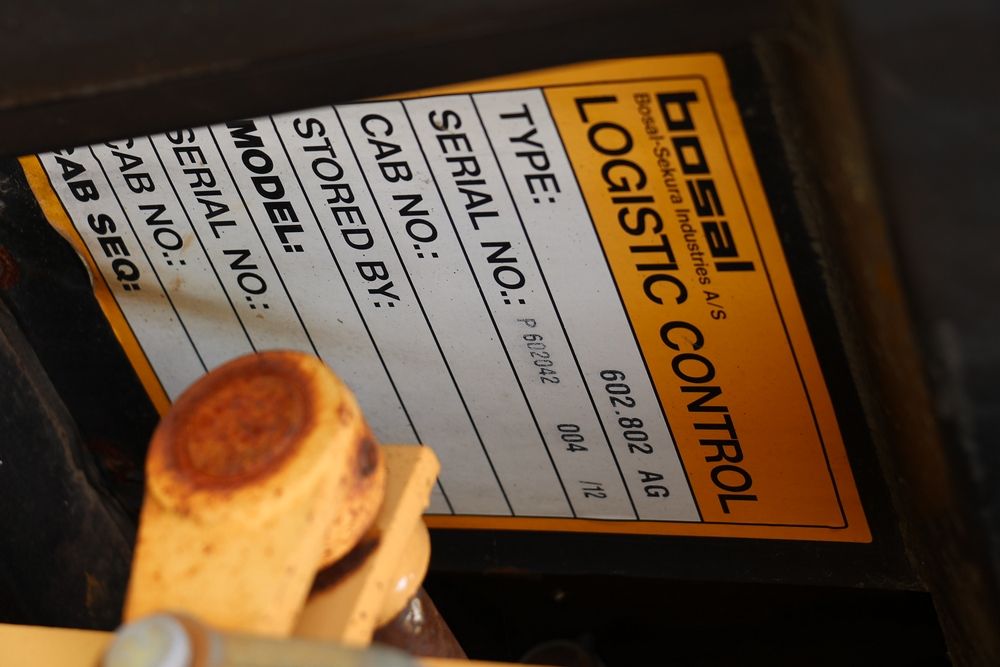 bosal
Bosal-Sekura Industries A/S
LOGISTIC CONTROL
TYPE: 602.802 AG
SERIAL NO.: P 602042 004 /12
CAB NO.:
STORED BY:
MODEL:
SERIAL NO.:
CAB NO.:
CAB SEQ: